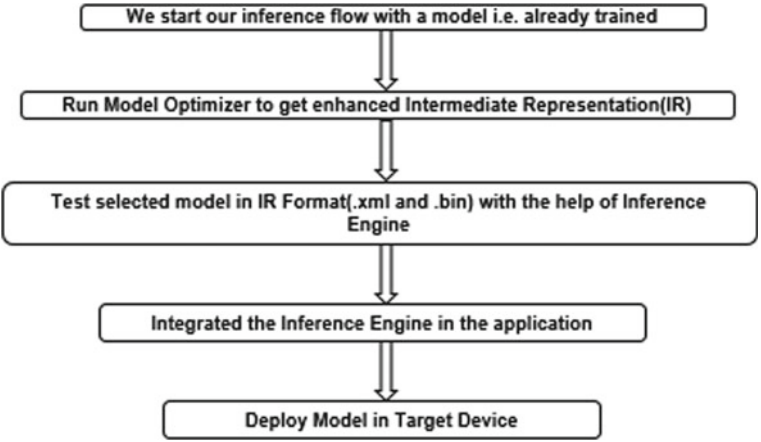 We start our inference flow with a model i.e. already trained
Run Model Optimizer to get enhanced Intermediate Representation(IR)
Test selected model in IR Format(.xml and .bin) with the help of Inference
Engine
Integrated the Inference Engine in the application
Deploy Model in Target Device